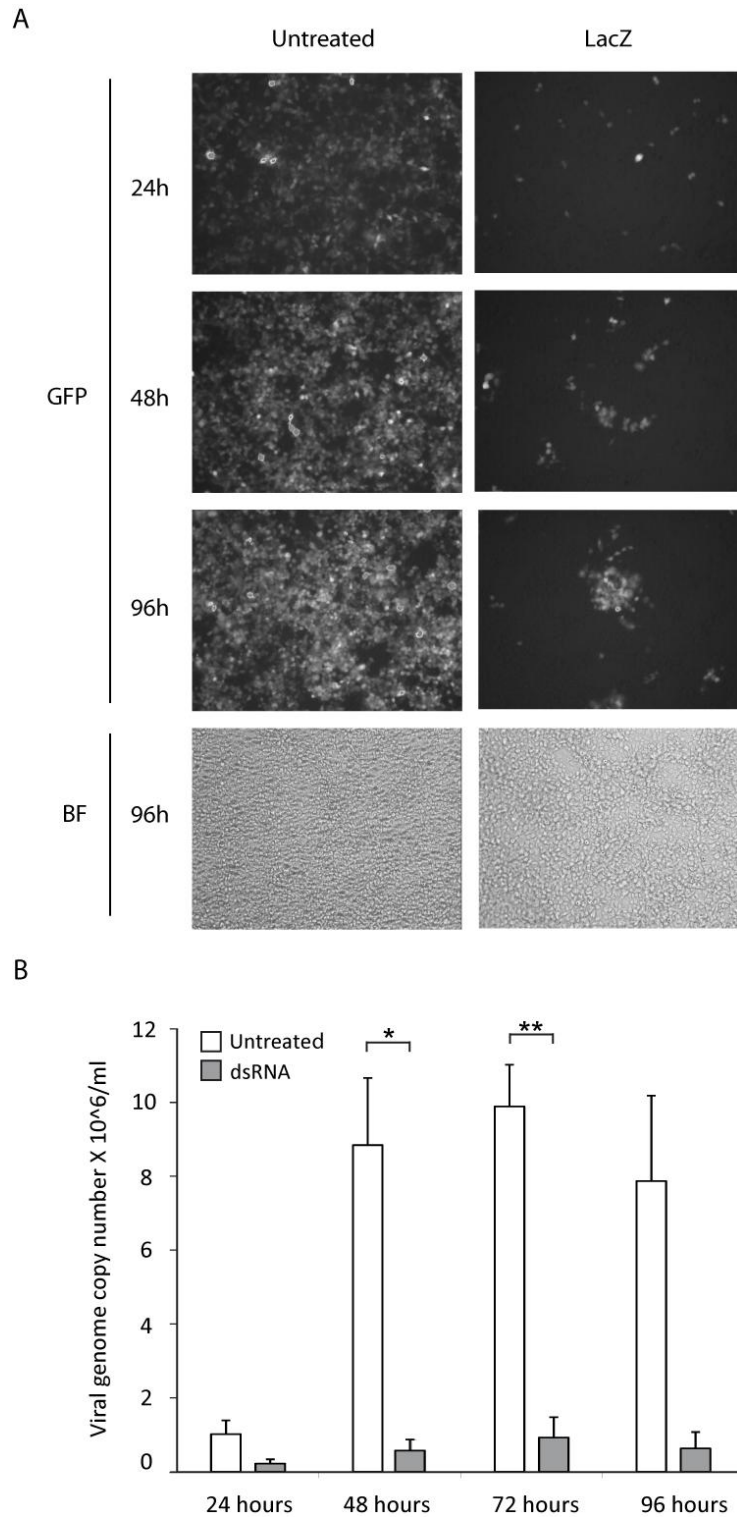 A
Untreated LacZ
24h
GFP 48h
96h
BF 96h
B
Viral genome copy number X 10^6/ml
12
10
8
6
4
2
0
Untreated
dsRNA
*
**
24 hours 48 hours 72 hours 96 hours